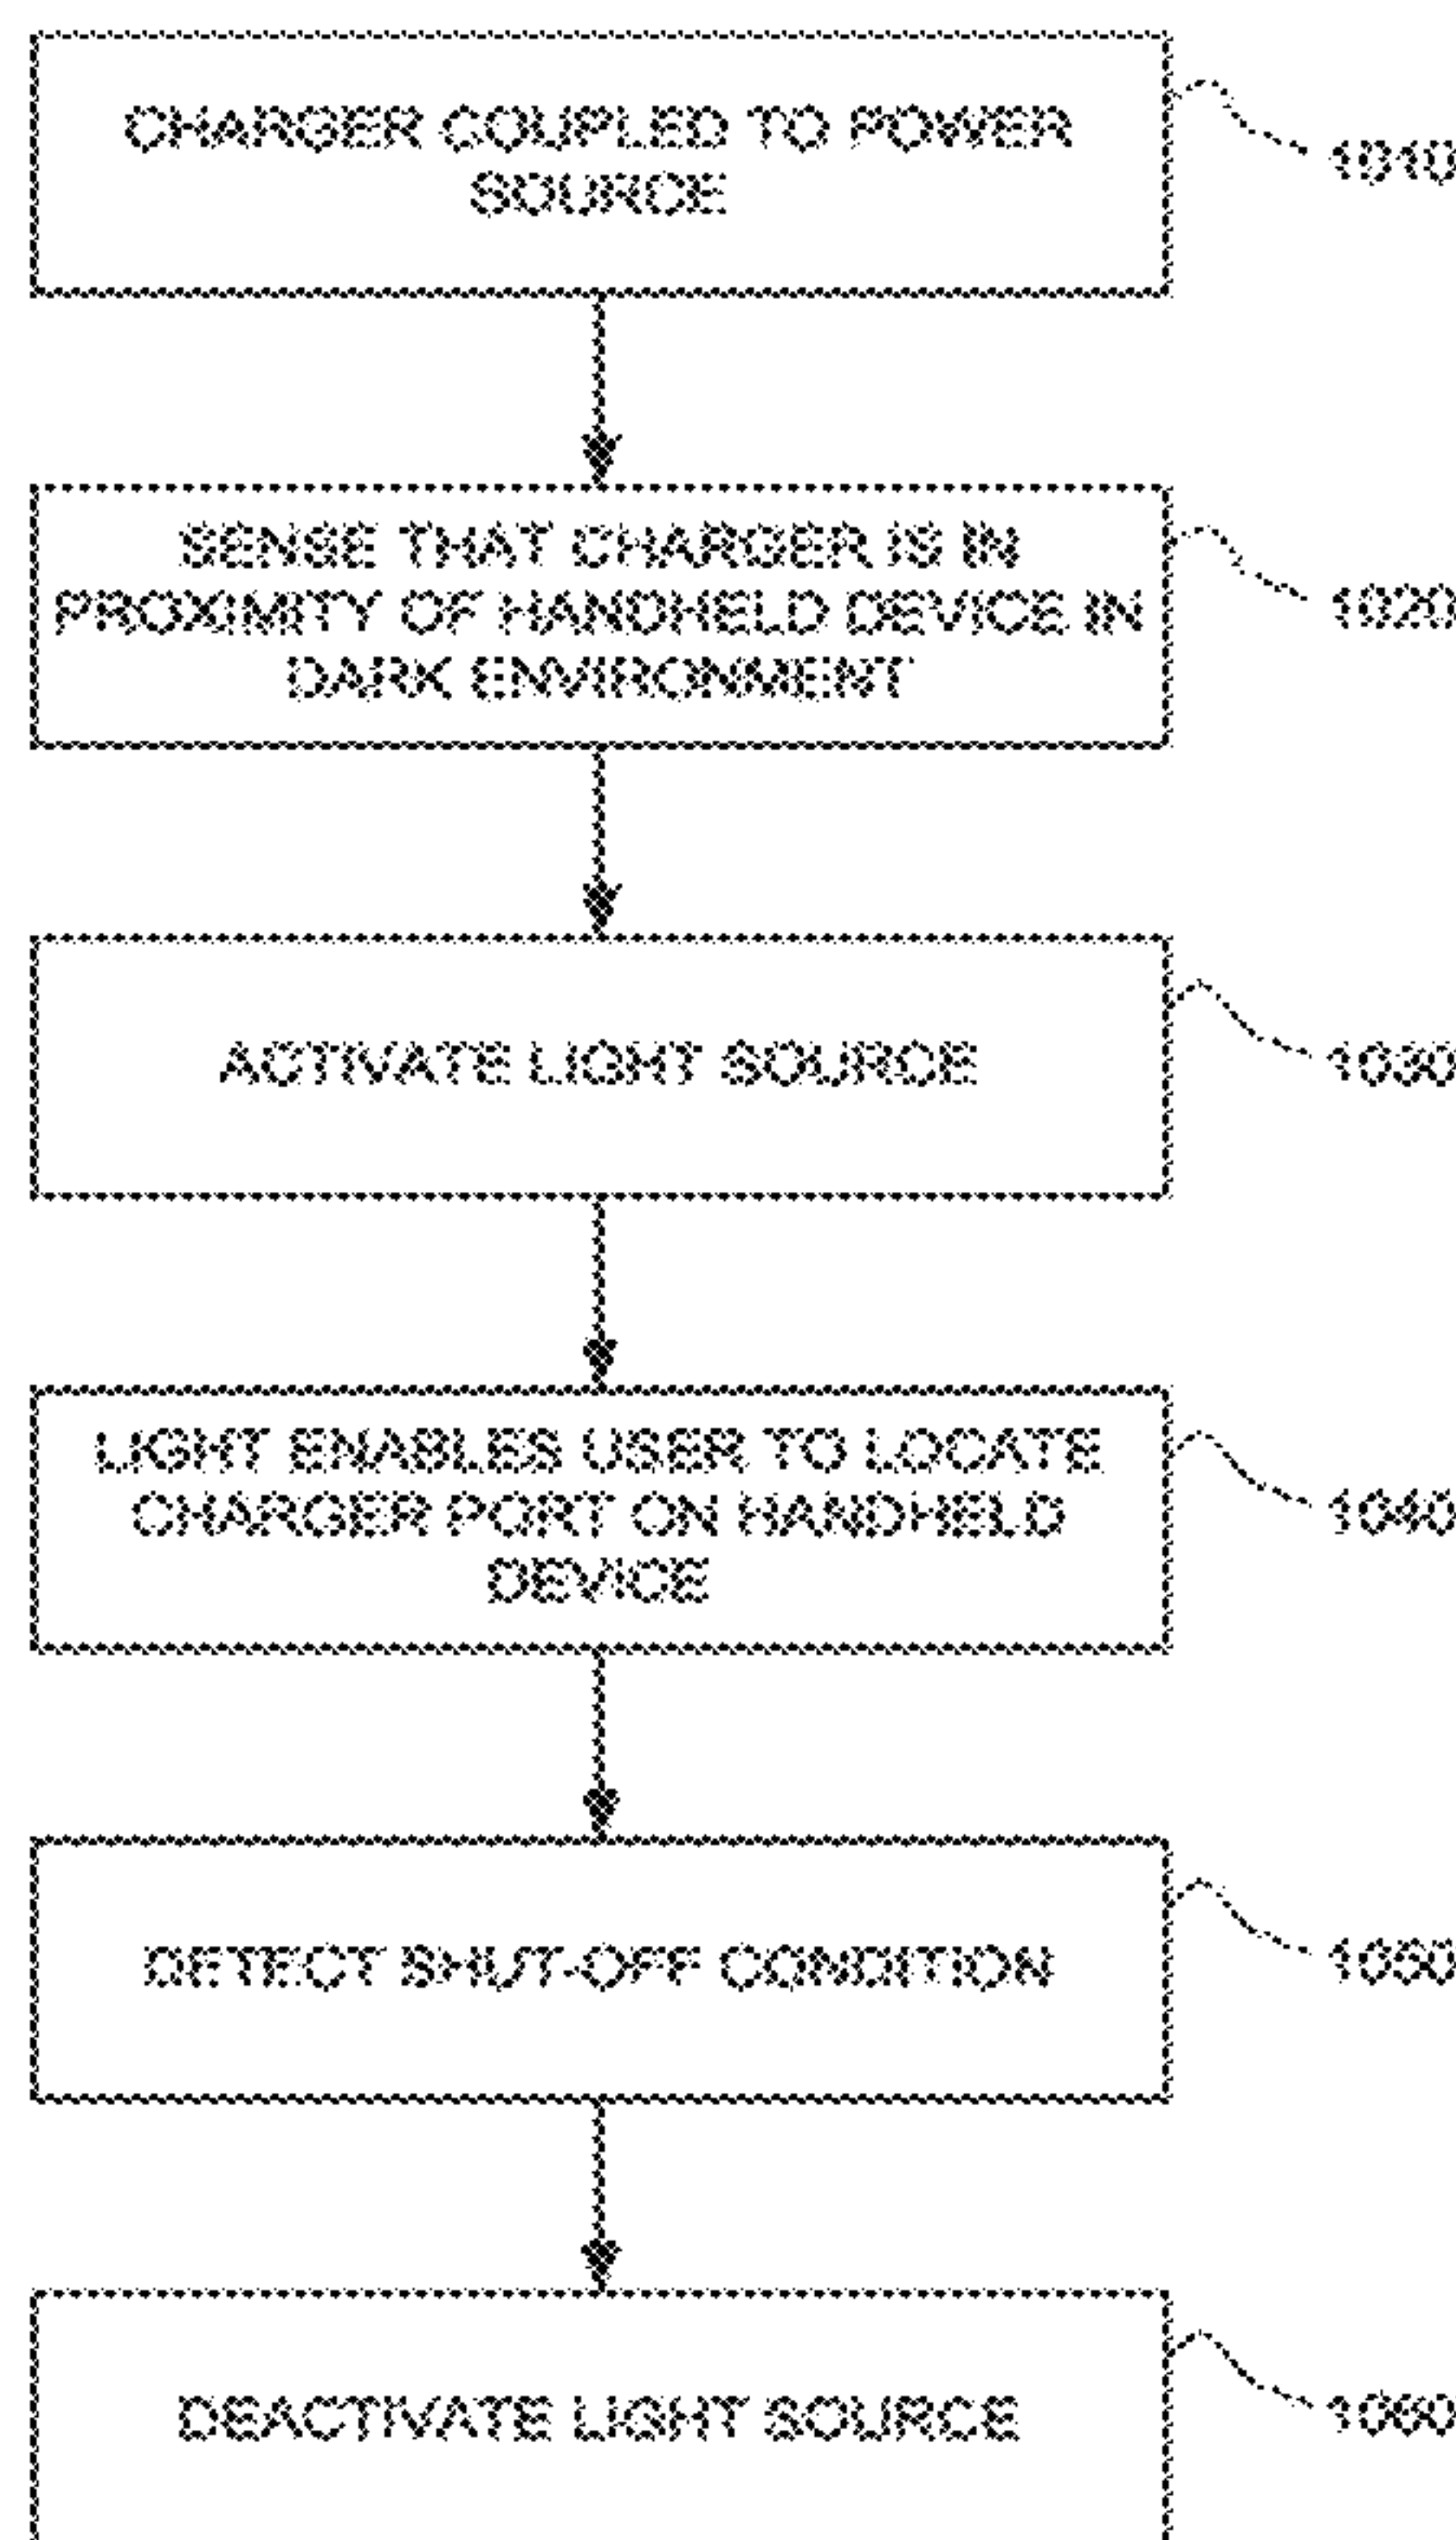 CHARGER COUPLED TO POWER
SOURCE
1010
SENSE THAT CHARGER IS IN
PROXIMITY OF HANDHELD DEVICE IN
DARK ENVIRONMENT
1020
ACTIVATE LIGHT SOURCE
1030
LIGHT ENABLES USER TO LOCATE
CHARGER PORT ON HANDHELD
DEVICE
1040
DETECT SHUT-OFF CONDITION
1050
DEACTIVATE LIGHT SOURCE
1060